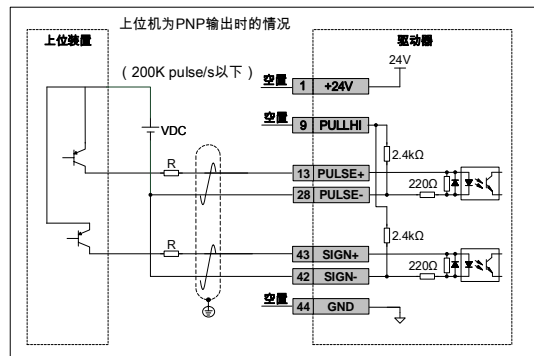 上位机为PNP输出时的情况
上位装置
驱动器
（200K pulse/s以下）
24V
空置 1 +24V
空置 9 PULLHI
VDC
2.4kΩ
R 13 PULSE+
28 PULSE- 220Ω
2.4kΩ
R 43 SIGN+
42 SIGN- 220Ω
空置 44 GND